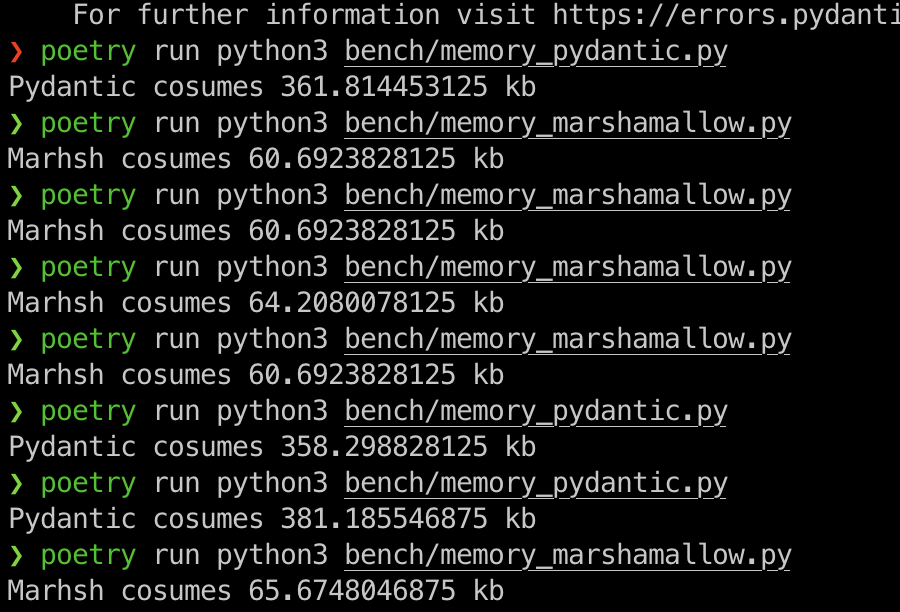 For further information visit https://errors.pydanti
❯ poetry run python3 bench/memory_pydantic.py
Pydantic cosumes 361.814453125 kb
❯ poetry run python3 bench/memory_marshamallow.py
Marhsh cosumes 60.6923828125 kb
❯ poetry run python3 bench/memory_marshamallow.py
Marhsh cosumes 60.6923828125 kb
❯ poetry run python3 bench/memory_marshamallow.py
Marhsh cosumes 64.2080078125 kb
❯ poetry run python3 bench/memory_marshamallow.py
Marhsh cosumes 60.6923828125 kb
❯ poetry run python3 bench/memory_pydantic.py
Pydantic cosumes 358.298828125 kb
❯ poetry run python3 bench/memory_pydantic.py
Pydantic cosumes 381.185546875 kb
❯ poetry run python3 bench/memory_marshamallow.py
Marhsh cosumes 65.6748046875 kb